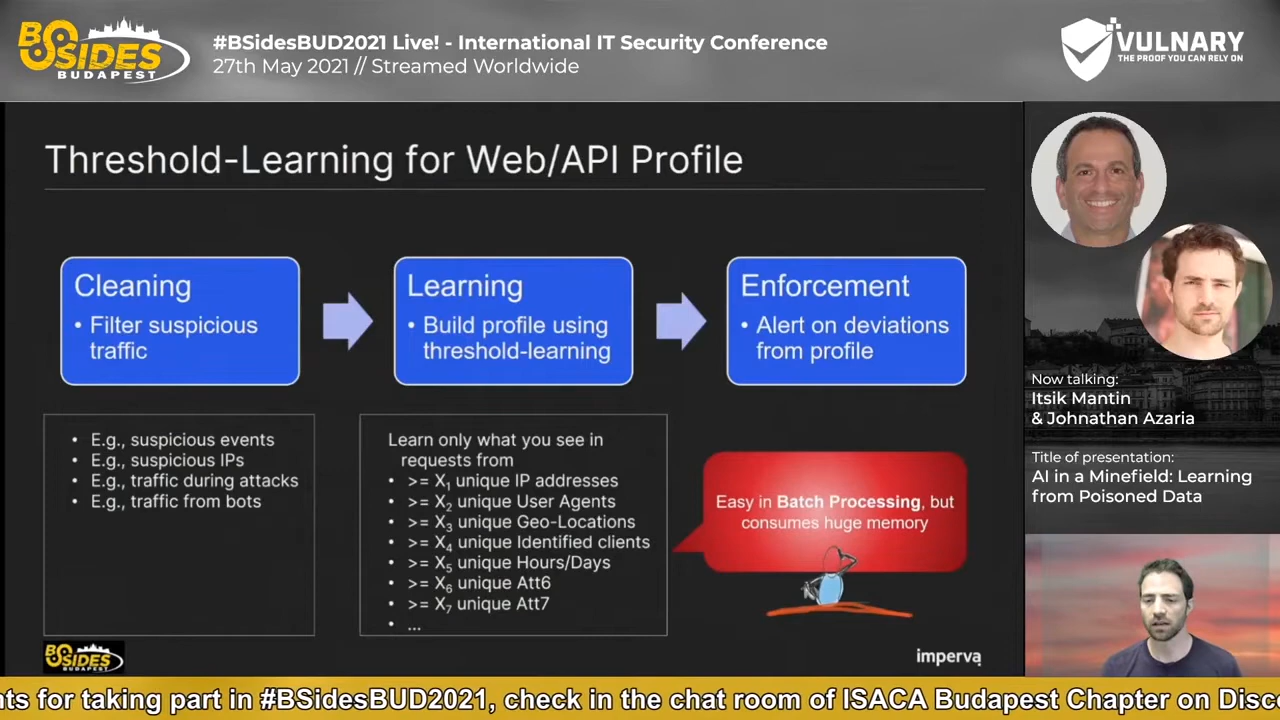 BSIDES
BUDAPEST
#BSidesBUD2021 Live! - International IT Security Conference
27th May 2021 // Streamed Worldwide
VULNARY
THE PROOF YOU CAN RELY ON
Threshold-Learning for Web/API Profile
Cleaning
• Filter suspicious
traffic
Learning
• Build profile using
threshold-learning
Enforcement
• Alert on deviations
from profile
• E.g., suspicious events
• E.g., suspicious IPs
• E.g., traffic during attacks
• E.g., traffic from bots
Learn only what you see in
requests from
• >= X₁ unique IP addresses
• >= X₂ unique User Agents
• >= X₃ unique Geo-Locations
• >= X₄ unique Identified clients
• >= X₅ unique Hours/Days
• >= X₆ unique Att6
• >= X₇ unique Att7
• ...
Easy in Batch Processing, but
consumes huge memory
BSIDES
BUDAPEST
imperva
Now talking:
Itsik Mantin
& Johnathan Azaria
Title of presentation:
AI in a Minefield: Learning
from Poisoned Data
nts for taking part in #BSidesBUD2021, check in the chat room of ISACA Budapest Chapter on Disc